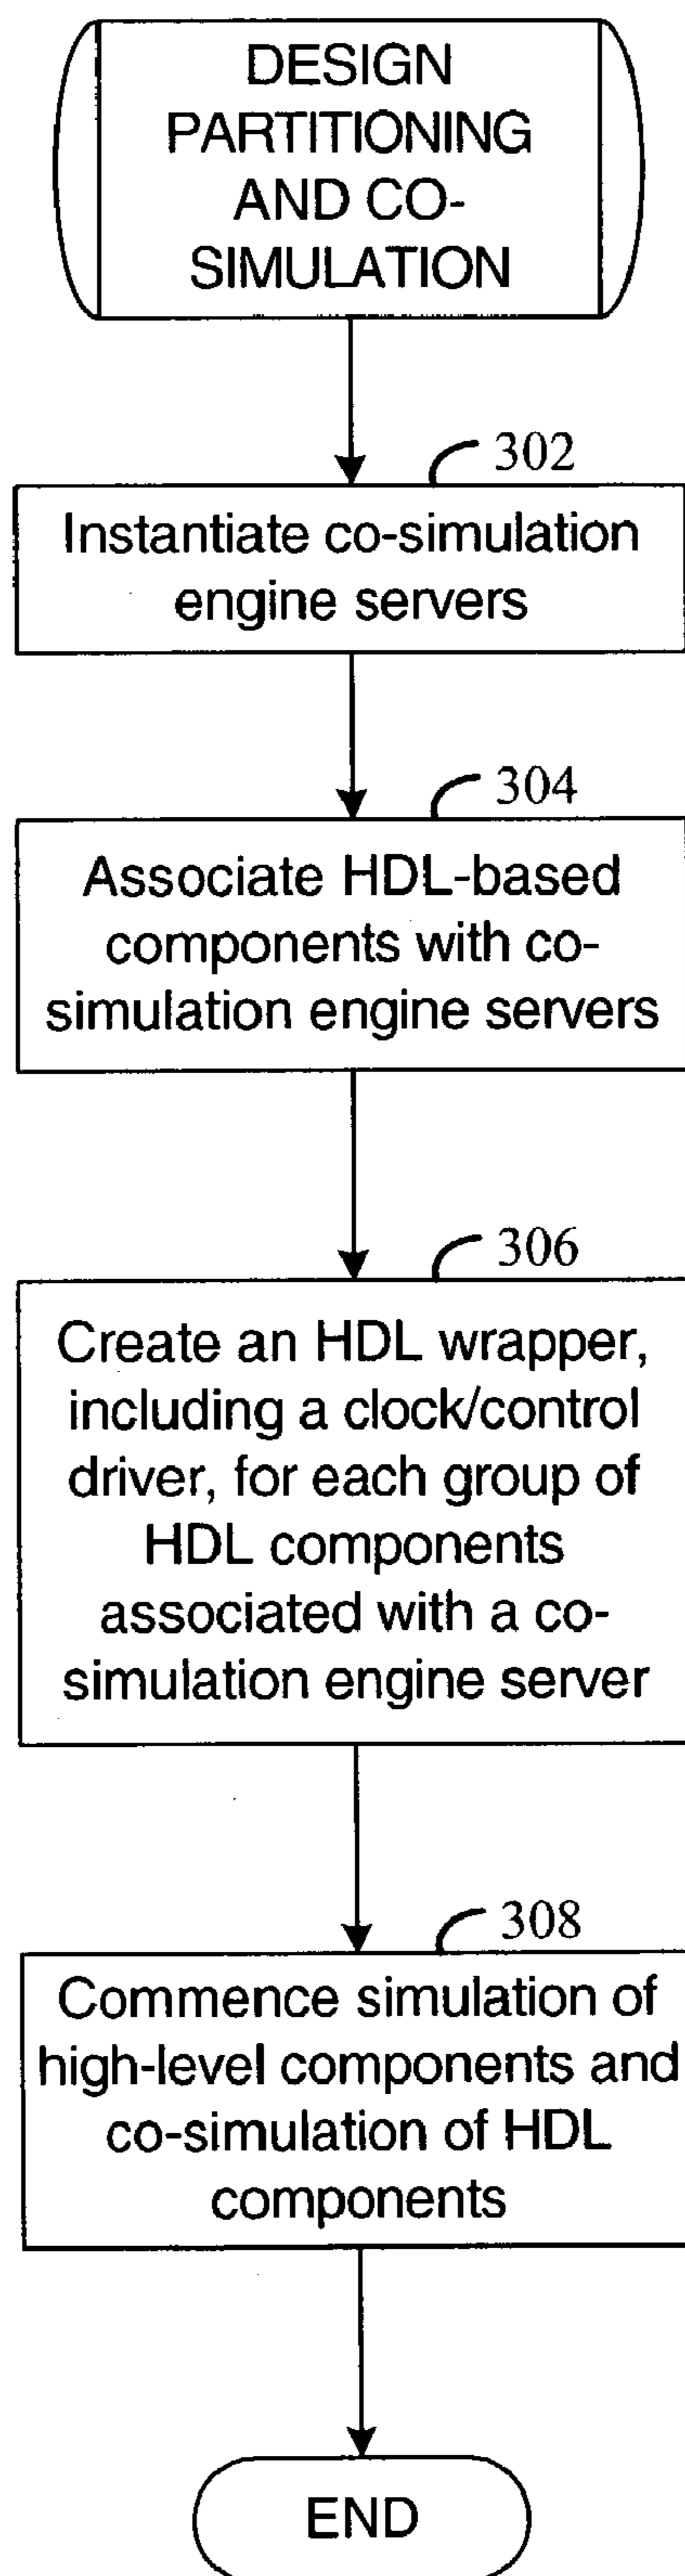 DESIGN
PARTITIONING
AND CO-
SIMULATION
302
Instantiate co-simulation
engine servers
304
Associate HDL-based
components with co-
simulation engine servers
306
Create an HDL wrapper,
including a clock/control
driver, for each group of
HDL components
associated with a co-
simulation engine server
308
Commence simulation of
high-level components and
co-simulation of HDL
components
END